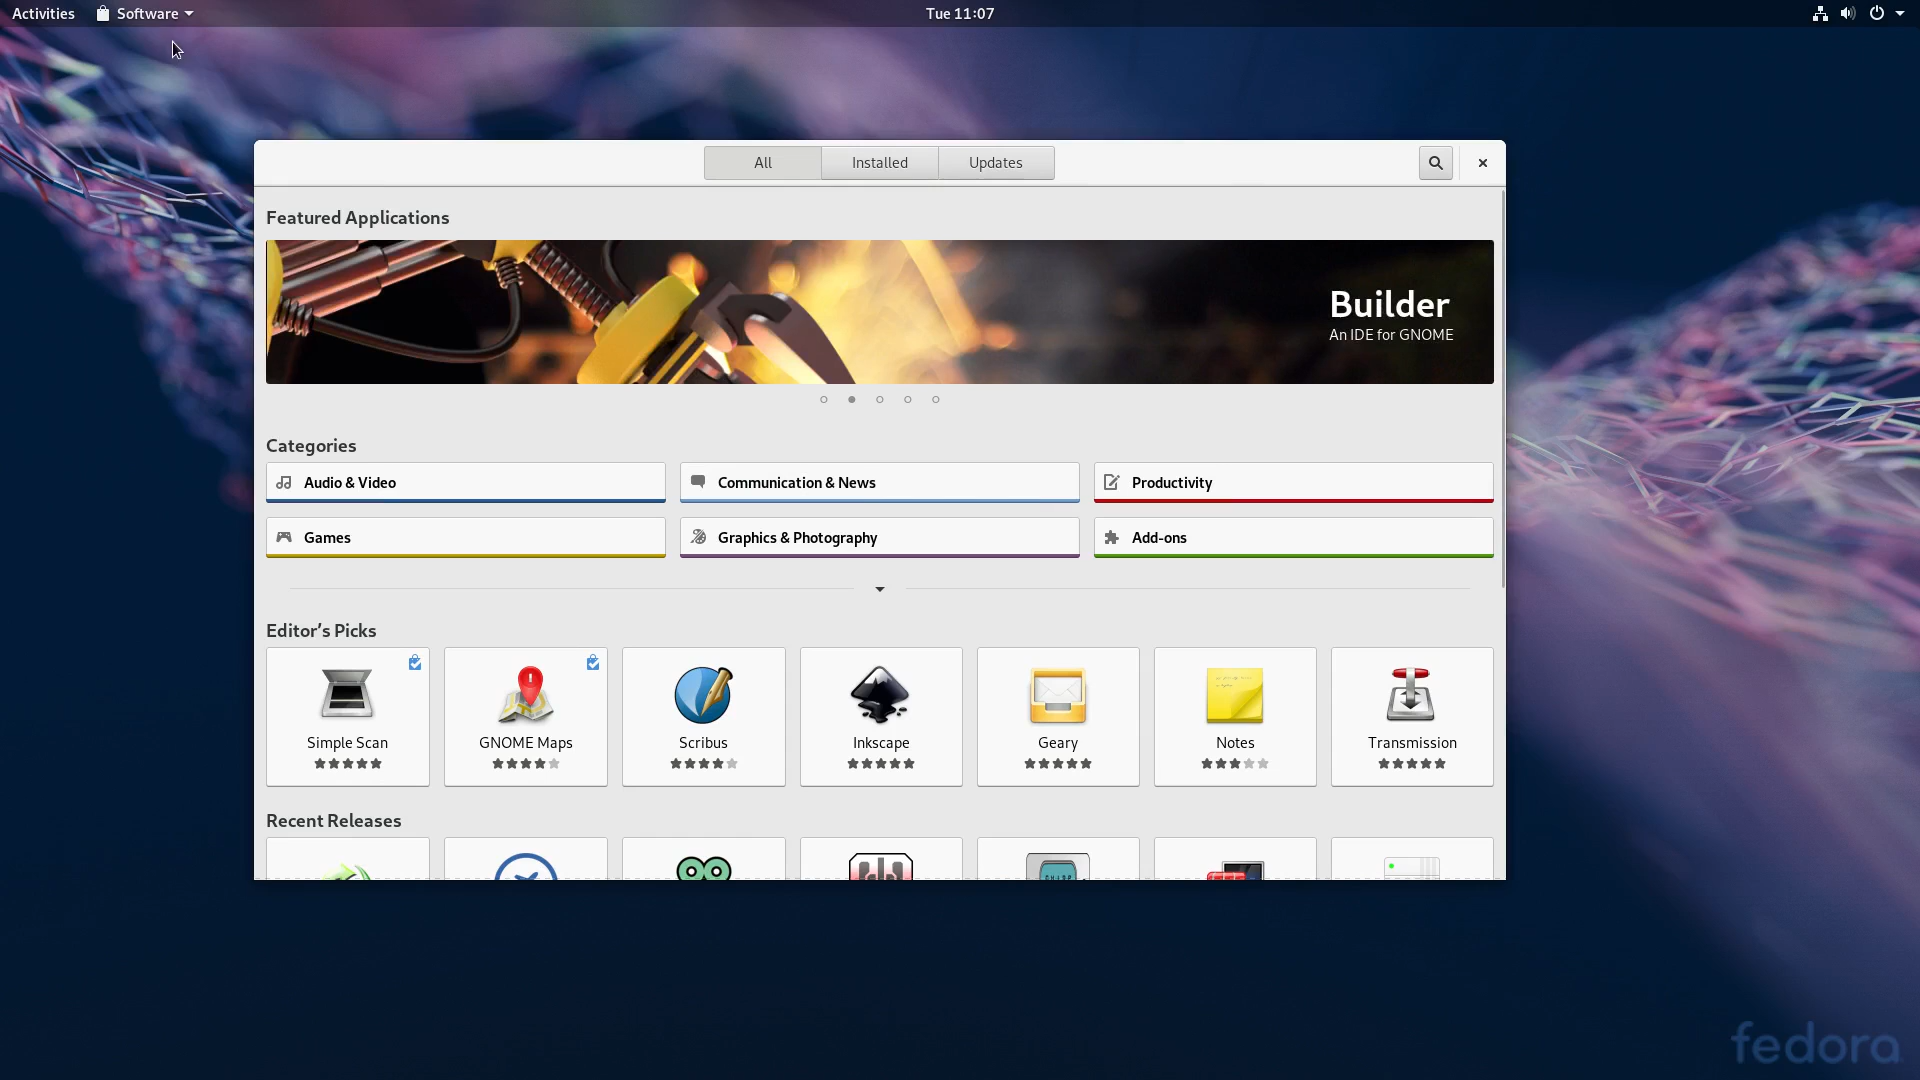 Activities
Software
Tue 11:07
All
Installed
Updates
Featured Applications
Builder
An IDE for GNOME
Categories
Audio & Video
Communication & News
Productivity
Games
Graphics & Photography
Add-ons
Editor’s Picks
Simple Scan
GNOME Maps
Scribus
Inkscape
Geary
Notes
Transmission
Recent Releases
fedora